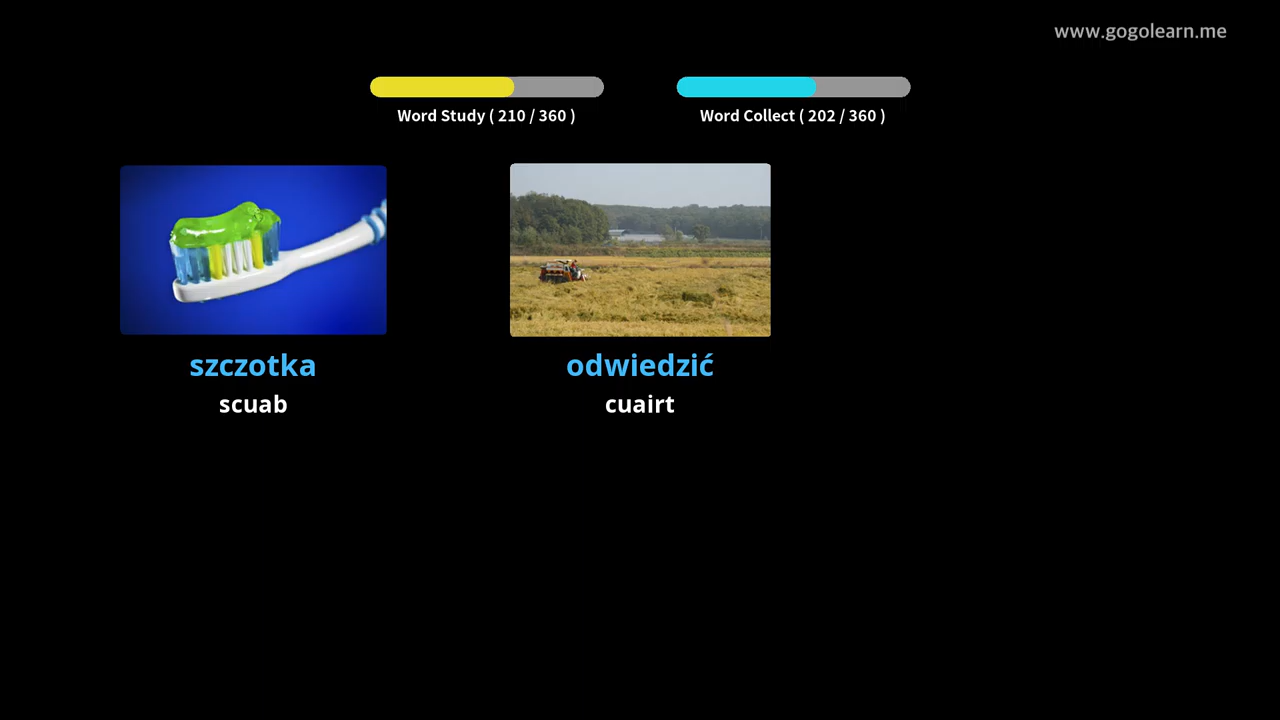 www.gogolearn.me
Word Study ( 210 / 360 )
Word Collect ( 202 / 360 )
szczotka
scuab
odwiedzić
cuairt